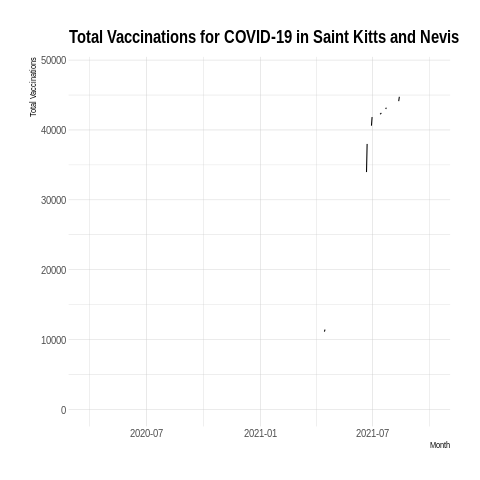 Total Vaccinations for COVID-19 in Saint Kitts and Nevis
Total Vaccinations
50000
40000
30000
20000
10000
0
2020-07 2021-01 2021-07
Month